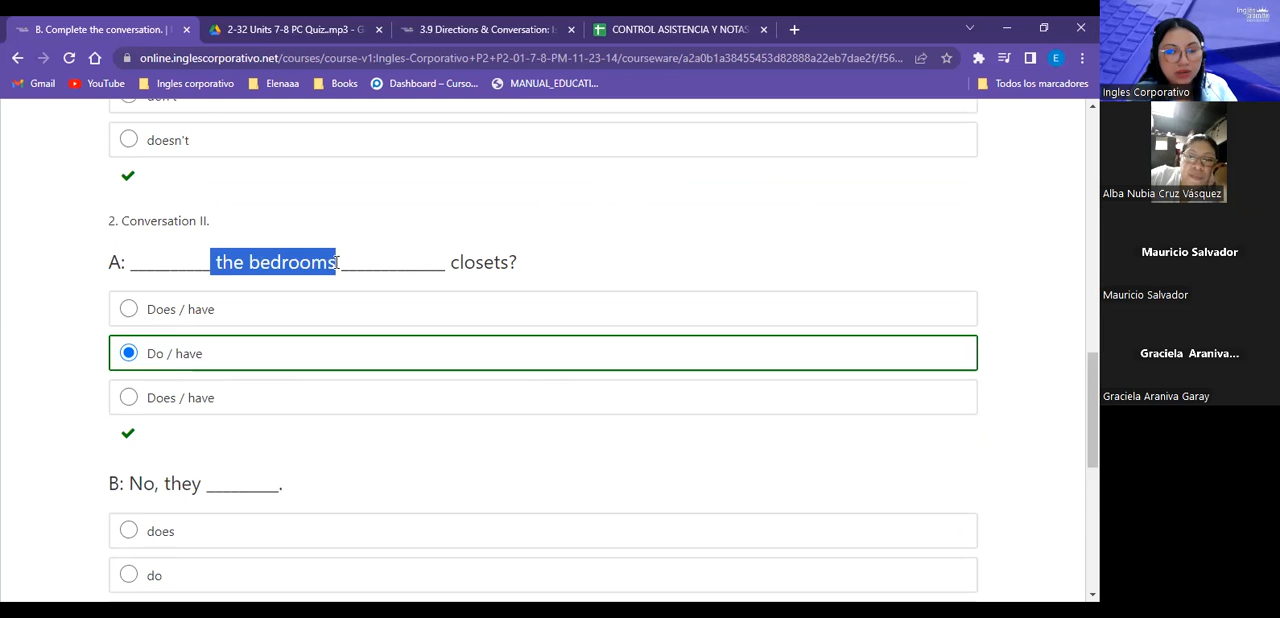 B. Complete the conversation. |
2-32 Units 7-8 PC Quiz..mp3 - G
3.9 Directions & Conversation: I
CONTROL ASISTENCIA Y NOTAS
online.inglescorporativo.net/courses/course-v1:Ingles-Corporativo+P2+P2-01-7-8-PM-11-23-14/courseware/a2a0b1a38455453d82888a22eb7dae2f/f56...
E
Gmail
YouTube
Ingles corporativo
Elenaaa
Books
Dashboard – Curso...
MANUAL_EDUCATI...
Todos los marcadores
don't
doesn't
2. Conversation II.
A: __________ the bedrooms _____________ closets?
Does / have
Do / have
Does / have
B: No, they _________.
does
do
Ingles Corporativo
Alba Nubia Cruz Vásquez
Mauricio Salvador
Mauricio Salvador
Graciela Araniva...
Graciela Araniva Garay